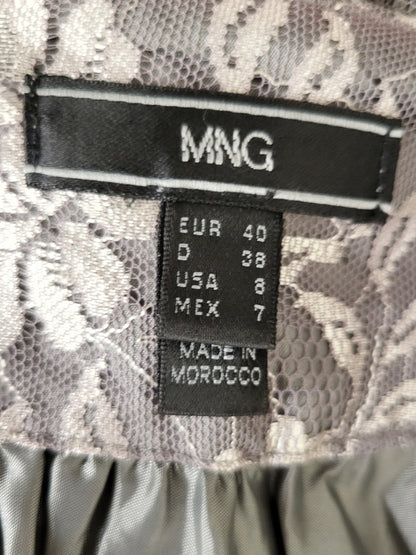 MNG
EUR 40
D 38
USA 8
MEX 7
MADE IN
MOROCCO